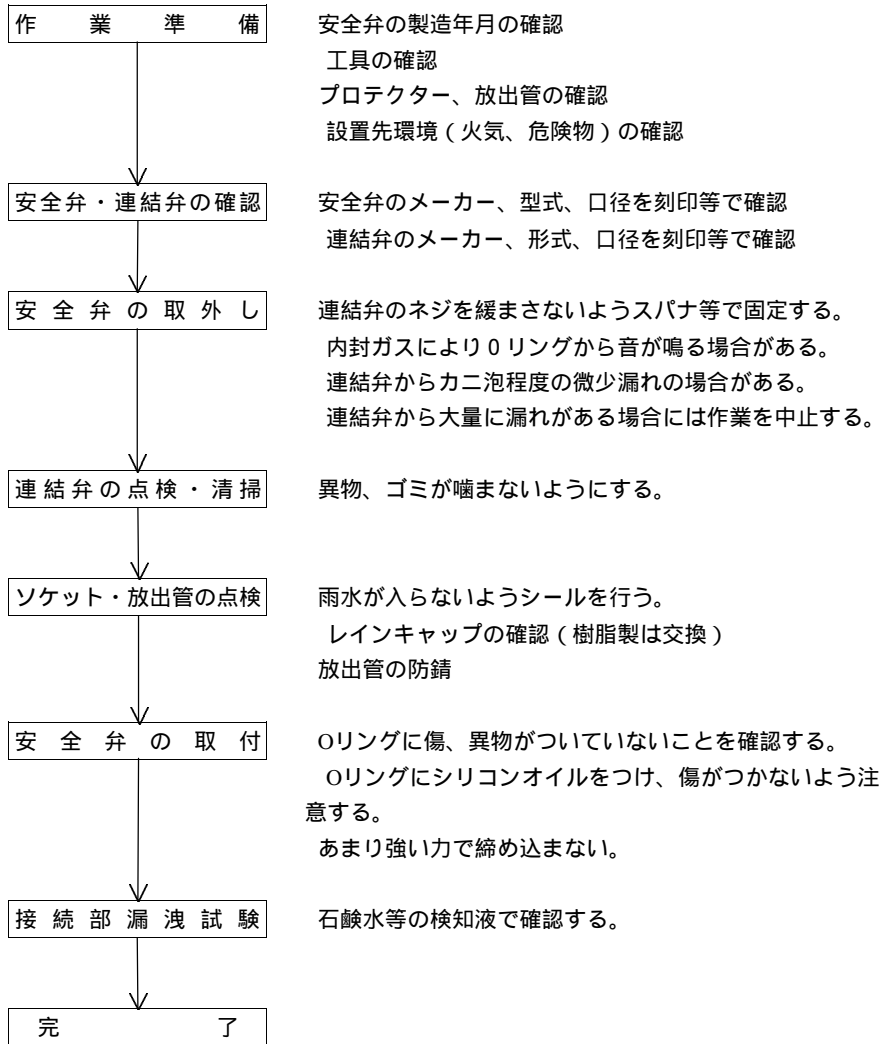 作業準備
安全弁の製造年月の確認
工具の確認
プロテクター、放出管の確認
設置先環境（火気、危険物）の確認
安全弁・連結弁の確認
安全弁のメーカー、型式、口径を刻印等で確認
連結弁のメーカー、形式、口径を刻印等で確認
安全弁の取外し
連結弁のネジを緩まさないようスパナ等で固定する。
内封ガスにより０リングから音が鳴る場合がある。
連結弁からカニ泡程度の微少漏れの場合がある。
連結弁から大量に漏れがある場合には作業を中止する。
連結弁の点検・清掃
異物、ゴミが噛まないようにする。
ソケット・放出管の点検
雨水が入らないようシールを行う。
レインキャップの確認（樹脂製は交換）
放出管の防錆
安全弁の取付
Oリングに傷、異物がついていないことを確認する。
Oリングにシリコンオイルをつけ、傷がつかないよう注
意する。
あまり強い力で締め込まない。
接続部漏洩試験
石鹸水等の検知液で確認する。
完了